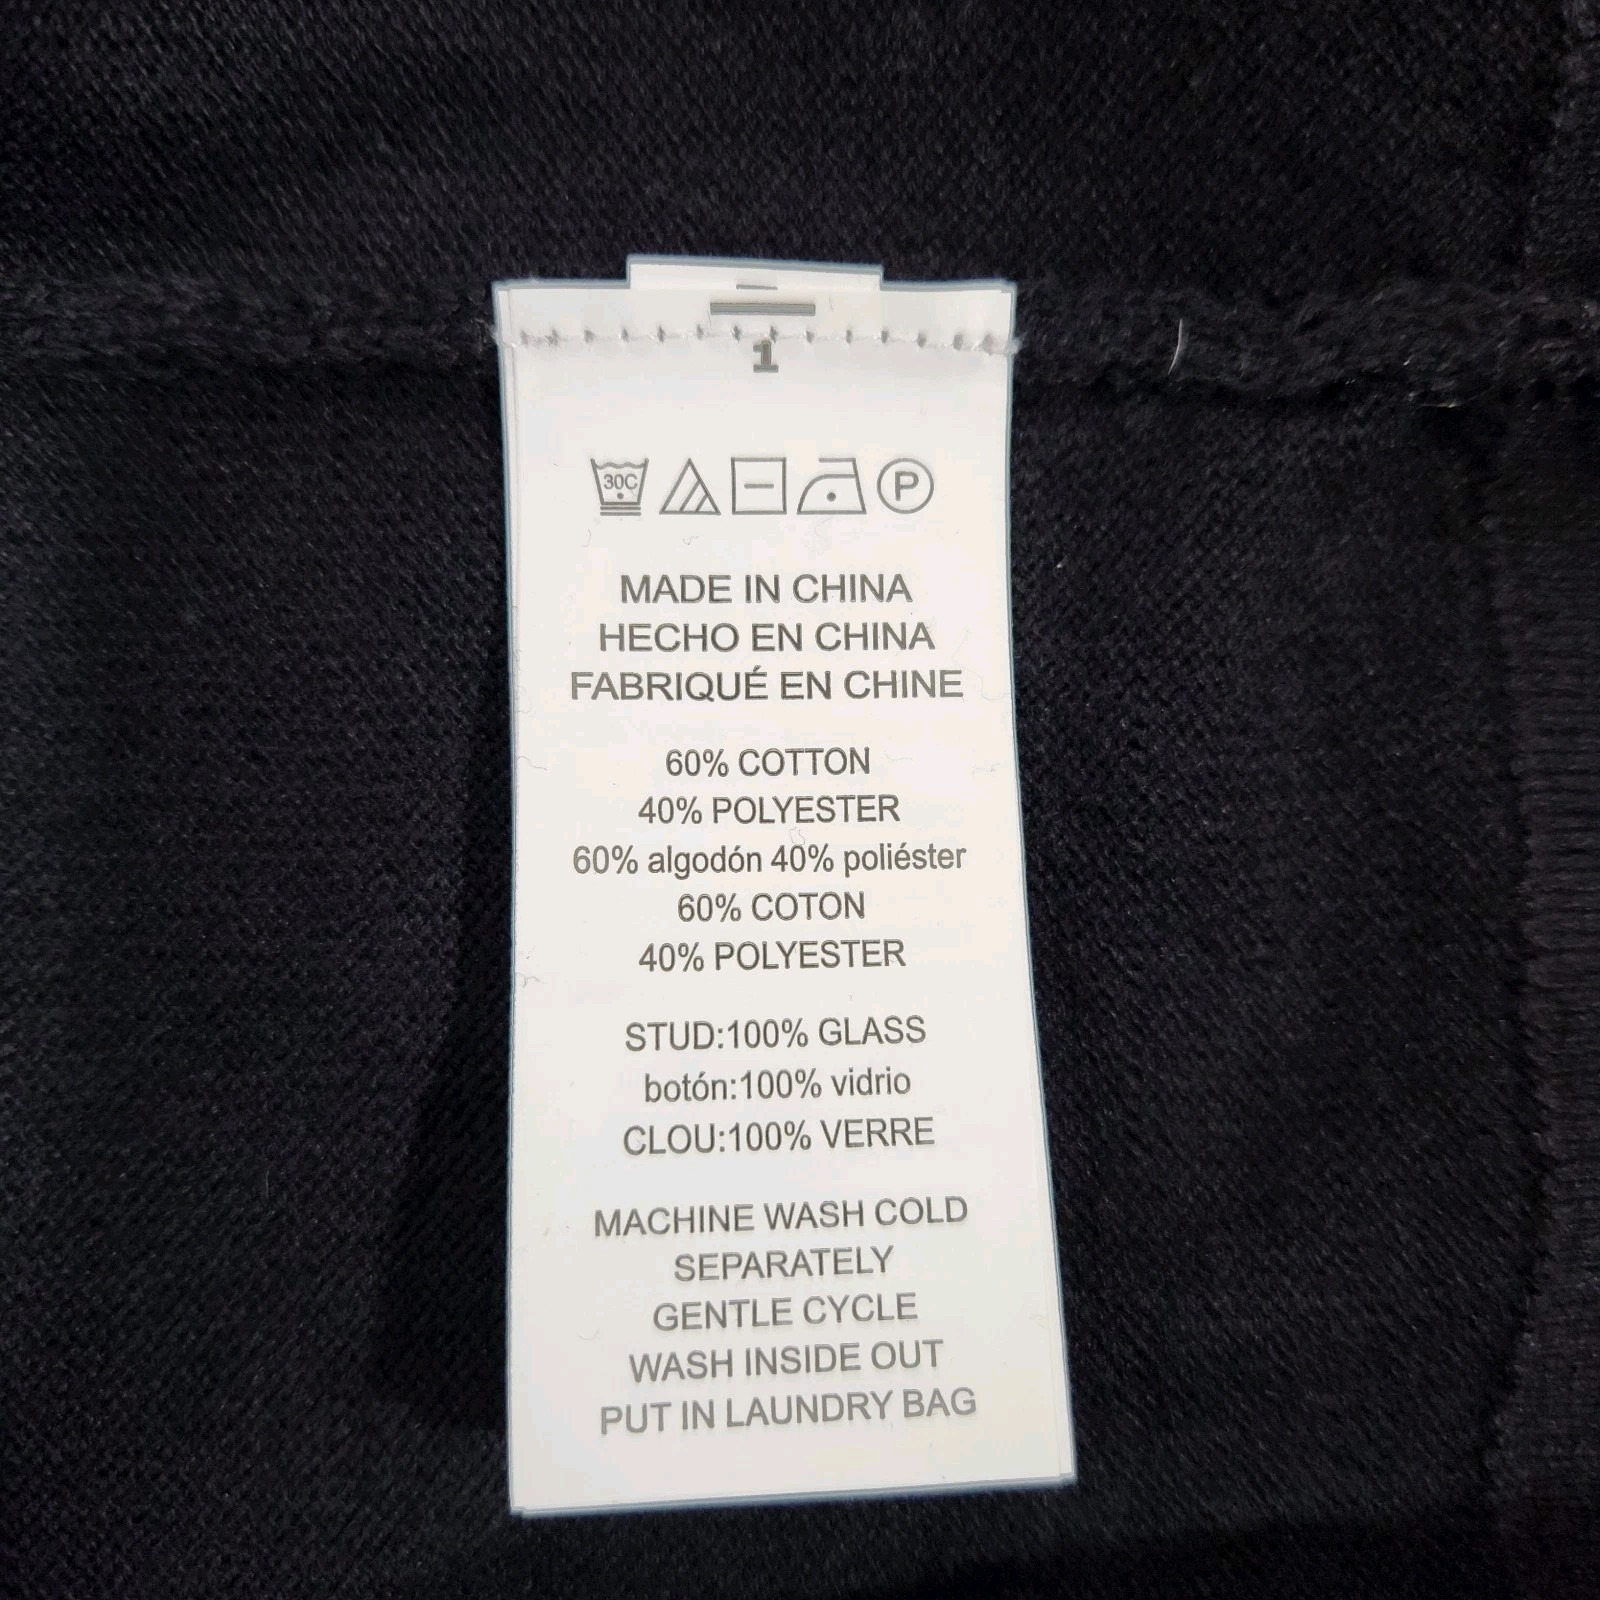 1
30C P
MADE IN CHINA
HECHO EN CHINA
FABRIQUÉ EN CHINE
60% COTTON
40% POLYESTER
60% algodón 40% poliéster
60% COTON
40% POLYESTER
STUD:100% GLASS
botón:100% vidrio
CLOU:100% VERRE
MACHINE WASH COLD
SEPARATELY
GENTLE CYCLE
WASH INSIDE OUT
PUT IN LAUNDRY BAG